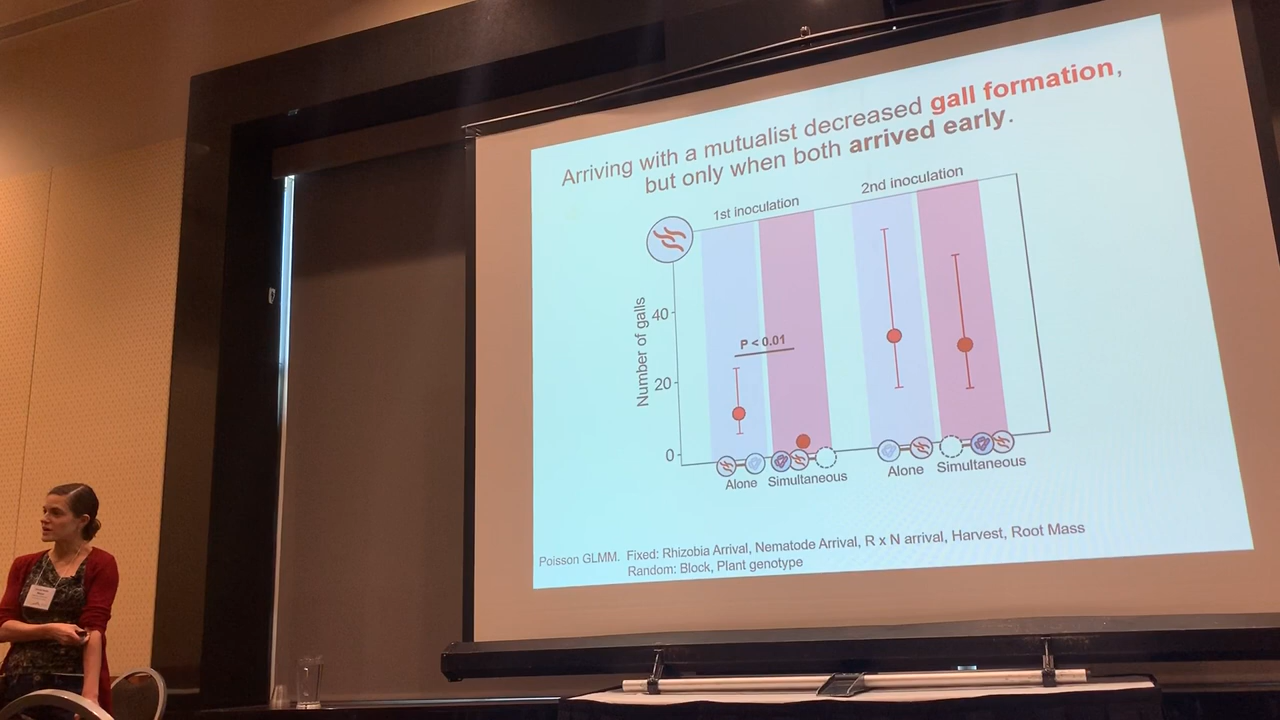 Arriving with a mutualist decreased gall formation,
but only when both arrived early.
1st inoculation
2nd inoculation
Number of galls
40
20
0
P < 0.01
Alone
Simultaneous
Alone
Simultaneous
Poisson GLMM. Fixed: Rhizobia Arrival, Nematode Arrival, R x N arrival, Harvest, Root Mass
Random: Block, Plant genotype